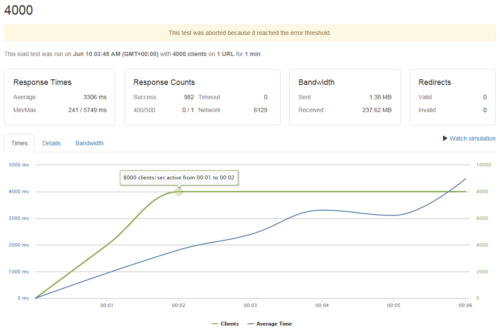 4000
This test was aborted because it reached the error threshold.
This load test was run on Jun 10 03:45 AM (GMT+00:00) with 4000 clients on 1 URL for 1 min.
Response Times
Average 3306 ms
Min/Max 241 / 5749 ms
Response Counts
Success 982 Timeout 0
400/500 0 / 1 Network 6129
Bandwidth
Sent 1.36 MB
Received 237.62 MB
Redirects
Valid 0
Invalid 0
Times Details Bandwidth
Watch simulation
5000 ms 10000
8000 clients/sec active from 00:01 to 00:02
4000 ms 8000
3000 ms 6000
2000 ms 4000
1000 ms 2000
0 ms 0
00:01 00:02 00:03 00:04 00:05 00:06
Clients Average Time